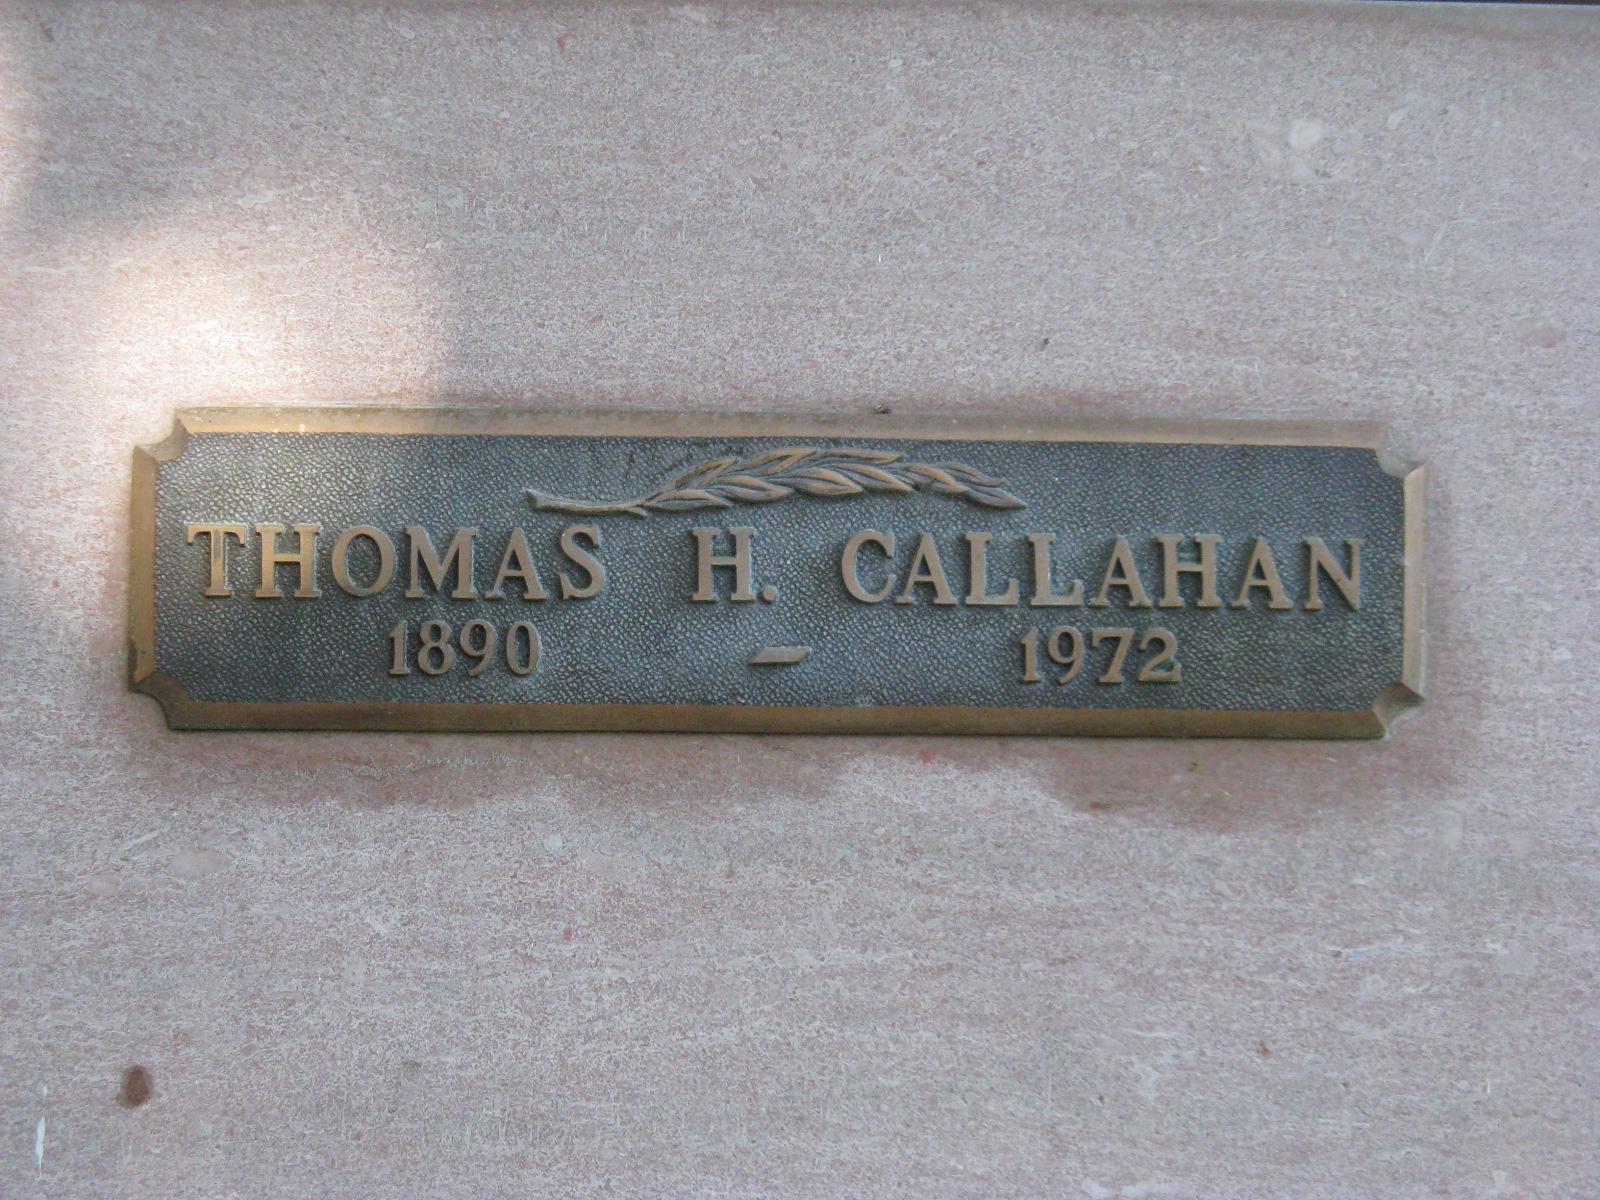 THOMAS H. CALLAHAN
1890 – 1972